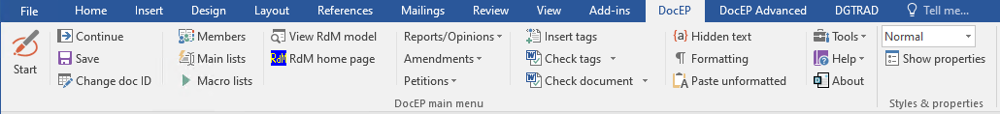 File Home Insert Design Layout References Mailings Review View Add-ins DocEP DocEP Advanced DGTRAD Tell me...
Start
Continue
Save
Change doc ID
Members
Main lists
Macro lists
View RdM model
RdM RdM home page
Reports/Opinions
Amendments
Petitions
Insert tags
Check tags
Check document
{a} Hidden text
¶ Formatting
Paste unformatted
Tools
Help
About
DocEP main menu
Normal
Show properties
Styles & properties